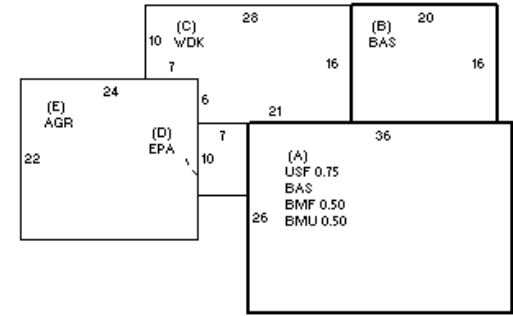 28
20
(C)
WDK
10
(B)
BAS
7
16
16
24
(E)
AGR
6
21
(D)
EPA
7
36
22
10
(A)
USF 0.75
BAS
BMF 0.50
BMU 0.50
26